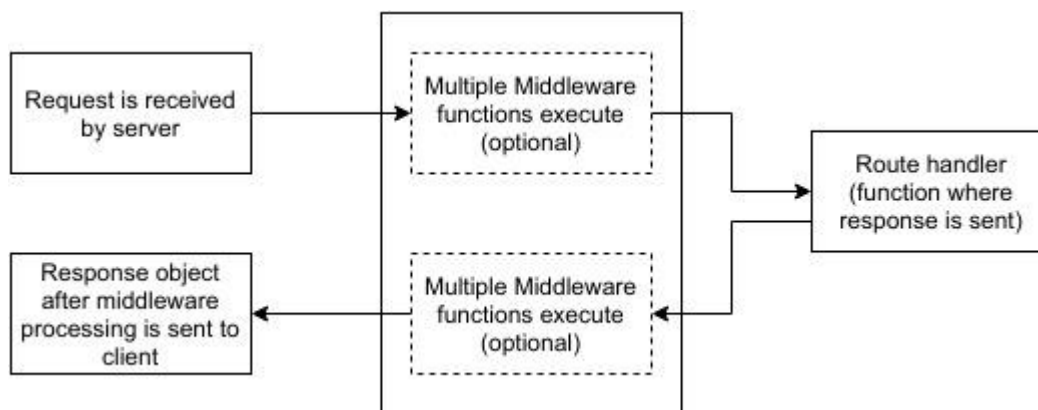 Request is received
by server
Multiple Middleware
functions execute
(optional)
Route handler
(function where
response is sent)
Multiple Middleware
functions execute
(optional)
Response object
after middleware
processing is sent to
client